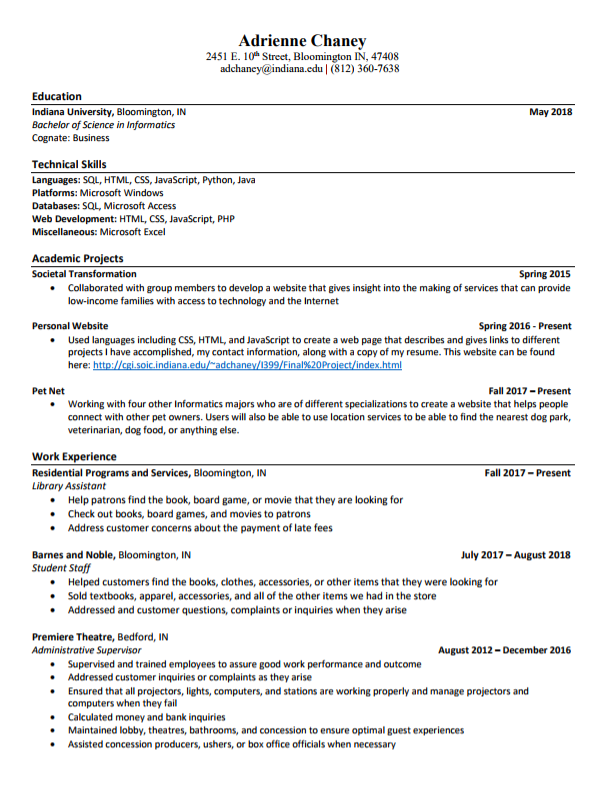 Adrienne Chaney
2451 E. 10th Street, Bloomington IN, 47408
adchaney@indiana.edu | (812) 360-7638
Education
Indiana University, Bloomington, IN May 2018
Bachelor of Science in Informatics
Cognate: Business
Technical Skills
Languages: SQL, HTML, CSS, JavaScript, Python, Java
Platforms: Microsoft Windows
Databases: SQL, Microsoft Access
Web Development: HTML, CSS, JavaScript, PHP
Miscellaneous: Microsoft Excel
Academic Projects
Societal Transformation Spring 2015
• Collaborated with group members to develop a website that gives insight into the making of services that can provide
low-income families with access to technology and the Internet
Personal Website Spring 2016 - Present
• Used languages including CSS, HTML, and JavaScript to create a web page that describes and gives links to different
projects I have accomplished, my contact information, along with a copy of my resume. This website can be found
here: http://cgi.soic.indiana.edu/~adchaney/I399/Final%20Project/index.html
Pet Net Fall 2017 – Present
• Working with four other Informatics majors who are of different specializations to create a website that helps people
connect with other pet owners. Users will also be able to use location services to be able to find the nearest dog park,
veterinarian, dog food, or anything else.
Work Experience
Residential Programs and Services, Bloomington, IN Fall 2017 – Present
Library Assistant
• Help patrons find the book, board game, or movie that they are looking for
• Check out books, board games, and movies to patrons
• Address customer concerns about the payment of late fees
Barnes and Noble, Bloomington, IN July 2017 – August 2018
Student Staff
• Helped customers find the books, clothes, accessories, or other items that they were looking for
• Sold textbooks, apparel, accessories, and all of the other items we had in the store
• Addressed and customer questions, complaints or inquiries when they arise
Premiere Theatre, Bedford, IN
Administrative Supervisor August 2012 – December 2016
• Supervised and trained employees to assure good work performance and outcome
• Addressed customer inquiries or complaints as they arise
• Ensured that all projectors, lights, computers, and stations are working properly and manage projectors and
computers when they fail
• Calculated money and bank inquiries
• Maintained lobby, theatres, bathrooms, and concession to ensure optimal guest experiences
• Assisted concession producers, ushers, or box office officials when necessary